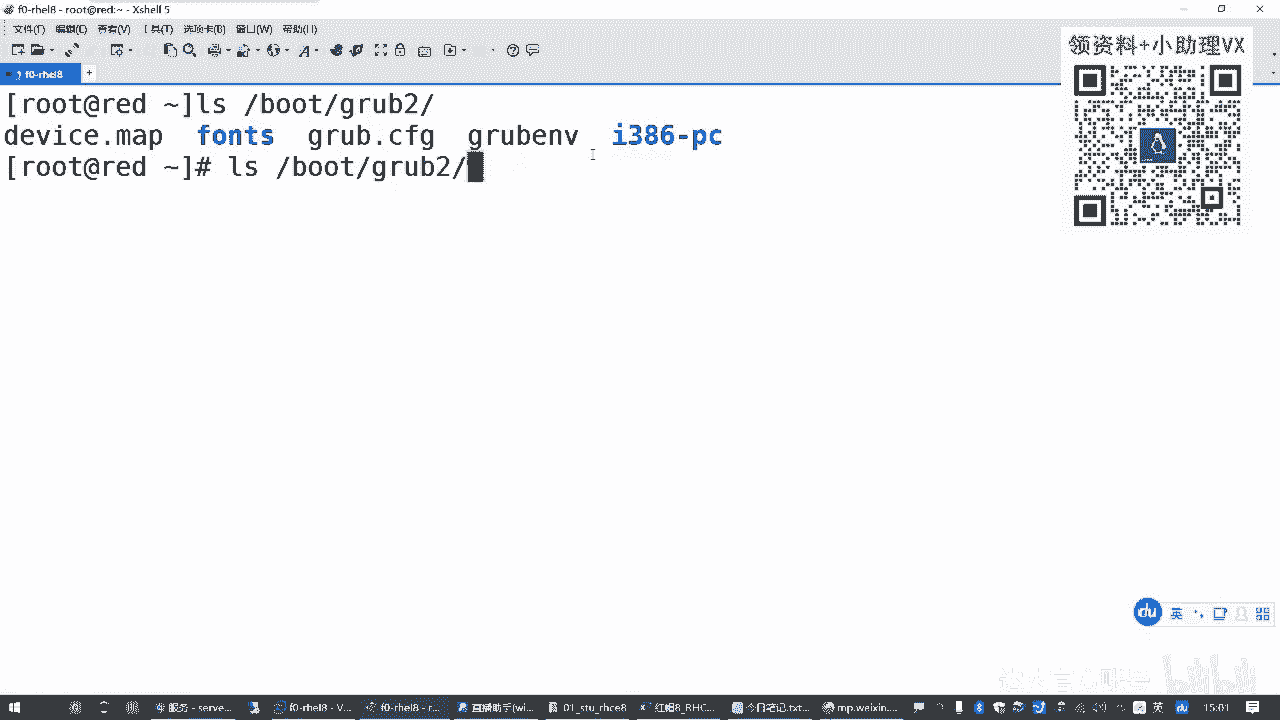 f0-rhel8 - root@red:~ - Xshell 5
文件(F) 编辑(E) 查看(V) 工具(T) 选项卡(B) 窗口(W) 帮助(H)
领资料+小助理VX
f0-rhel8 +
[root@red ~]ls /boot/grub2/
device.map fonts grub.cfg grubenv i386-pc
[root@red ~]# ls /boot/grub2/
du 英
服务 - serve... f0-rhel8 - V... f0-rhel8 - r... 直播助手(wi... 01_stu_rhce8 红帽8_RHC... 今日笔记.txt... mp.weixin... 英 du 15:01